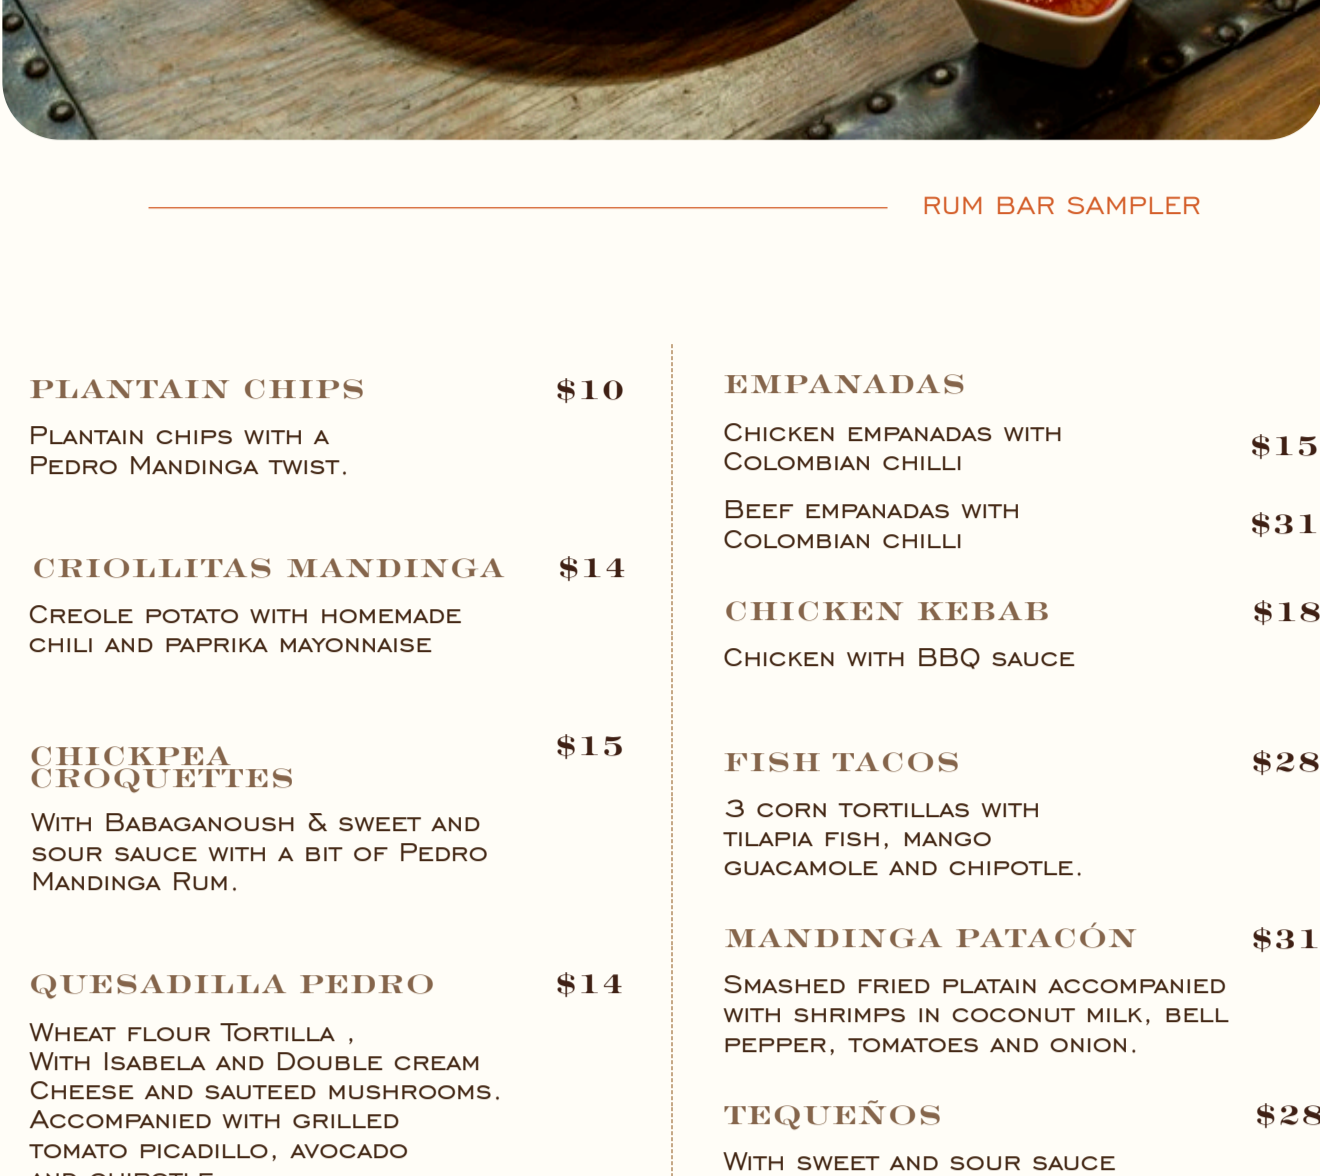 RUM BAR SAMPLER
PLANTAIN CHIPS $10
PLANTAIN CHIPS WITH A
PEDRO MANDINGA TWIST.
CRIOLLITAS MANDINGA $14
CREOLE POTATO WITH HOMEMADE
CHILI AND PAPRIKA MAYONNAISE
CHICKPEA $15
CROQUETTES
WITH BABAGANOUSH & SWEET AND
SOUR SAUCE WITH A BIT OF PEDRO
MANDINGA RUM.
QUESADILLA PEDRO $14
WHEAT FLOUR TORTILLA ,
WITH ISABELA AND DOUBLE CREAM
CHEESE AND SAUTEED MUSHROOMS.
ACCOMPANIED WITH GRILLED
TOMATO PICADILLO, AVOCADO
AND CHIPOTLE
EMPANADAS
CHICKEN EMPANADAS WITH
COLOMBIAN CHILLI $15
BEEF EMPANADAS WITH
COLOMBIAN CHILLI $31
CHICKEN KEBAB $18
CHICKEN WITH BBQ SAUCE
FISH TACOS $28
3 CORN TORTILLAS WITH
TILAPIA FISH, MANGO
GUACAMOLE AND CHIPOTLE.
MANDINGA PATACÓN $31
SMASHED FRIED PLATAIN ACCOMPANIED
WITH SHRIMPS IN COCONUT MILK, BELL
PEPPER, TOMATOES AND ONION.
TEQUEÑOS $28
WITH SWEET AND SOUR SAUCE